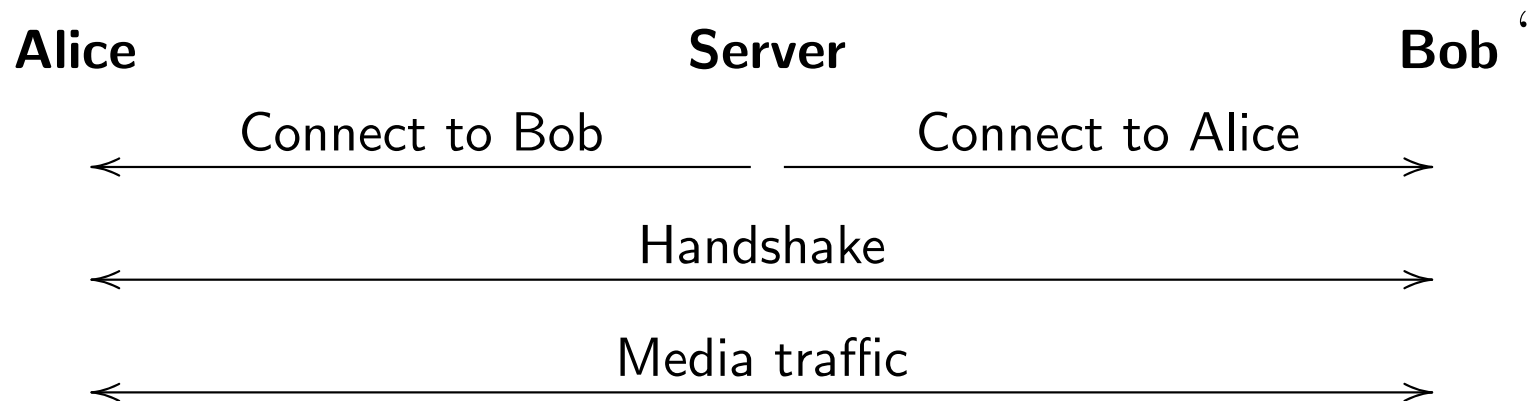 Alice Server Bob ‘
Connect to Bob Connect to Alice
Handshake
Media traffic